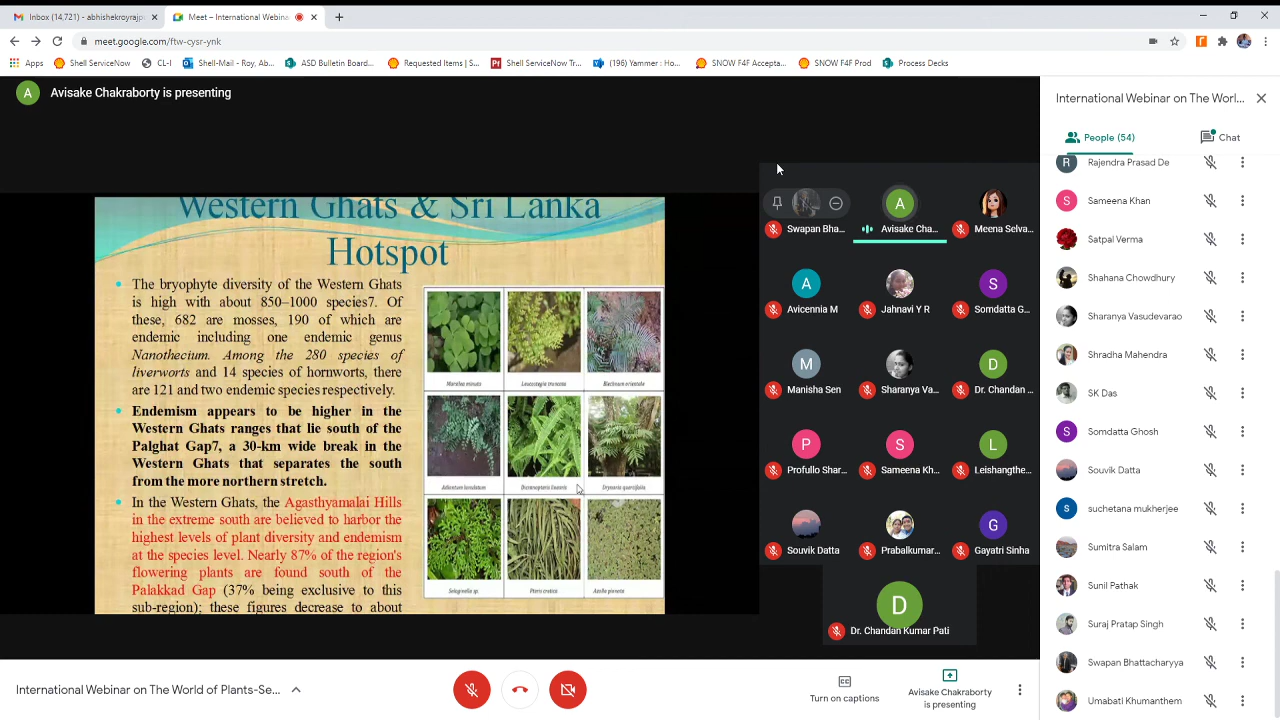 Inbox (14,721) - abhishekroyrajp
Meet – International Webina
meet.google.com/ftw-cysr-ynk
Apps
Shell ServiceNow
CL-I
Shell-Mail - Roy, Ab...
ASD Bulletin Board...
Requested Items | S...
Shell ServiceNow Tr...
(196) Yammer : Ho...
SNOW F4F Accepta...
SNOW F4F Prod
Process Decks
A
Avisake Chakraborty is presenting
Western Ghats & Sri Lanka
Hotspot
• The bryophyte diversity of the Western Ghats
is high with about 850–1000 species7. Of
these, 682 are mosses, 190 of which are
endemic including one endemic genus
Nanothecium. Among the 280 species of
liverworts and 14 species of hornworts, there
are 121 and two endemic species respectively.
• Endemism appears to be higher in the
Western Ghats ranges that lie south of the
Palghat Gap7, a 30-km wide break in the
Western Ghats that separates the south
from the more northern stretch.
• In the Western Ghats, the Agasthyamalai Hills
in the extreme south are believed to harbor the
highest levels of plant diversity and endemism
at the species level. Nearly 87% of the region's
flowering plants are found south of the
Palakkad Gap (37% being exclusive to this
sub-region); these figures decrease to about
Marsilea minuta
Leucostegia truncata
Blechnum orientale
Adiantum lunulatum
Dicranopteris linearis
Drynaria quercifolia
Selaginella sp.
Pteris cretica
Azolla pinnata
Swapan Bha...
A
Avisake Cha...
Meena Selva...
A
Avicennia M
Jahnavi Y R
S
Somdatta G...
M
Manisha Sen
Sharanya Va...
D
Dr. Chandan ...
P
Profullo Shar...
S
Sameena Kh...
L
Leishangthe...
Souvik Datta
Prabalkumar...
G
Gayatri Sinha
D
Dr. Chandan Kumar Pati
International Webinar on The Worl...
People (54)
Chat
R
Rajendra Prasad De
S
Sameena Khan
Satpal Verma
Shahana Chowdhury
Sharanya Vasudevarao
Shradha Mahendra
SK Das
S
Somdatta Ghosh
Souvik Datta
s
suchetana mukherjee
Sumitra Salam
Sunil Pathak
Suraj Pratap Singh
Swapan Bhattacharyya
Umabati Khumanthem
International Webinar on The World of Plants-Se...
Turn on captions
Avisake Chakraborty
is presenting